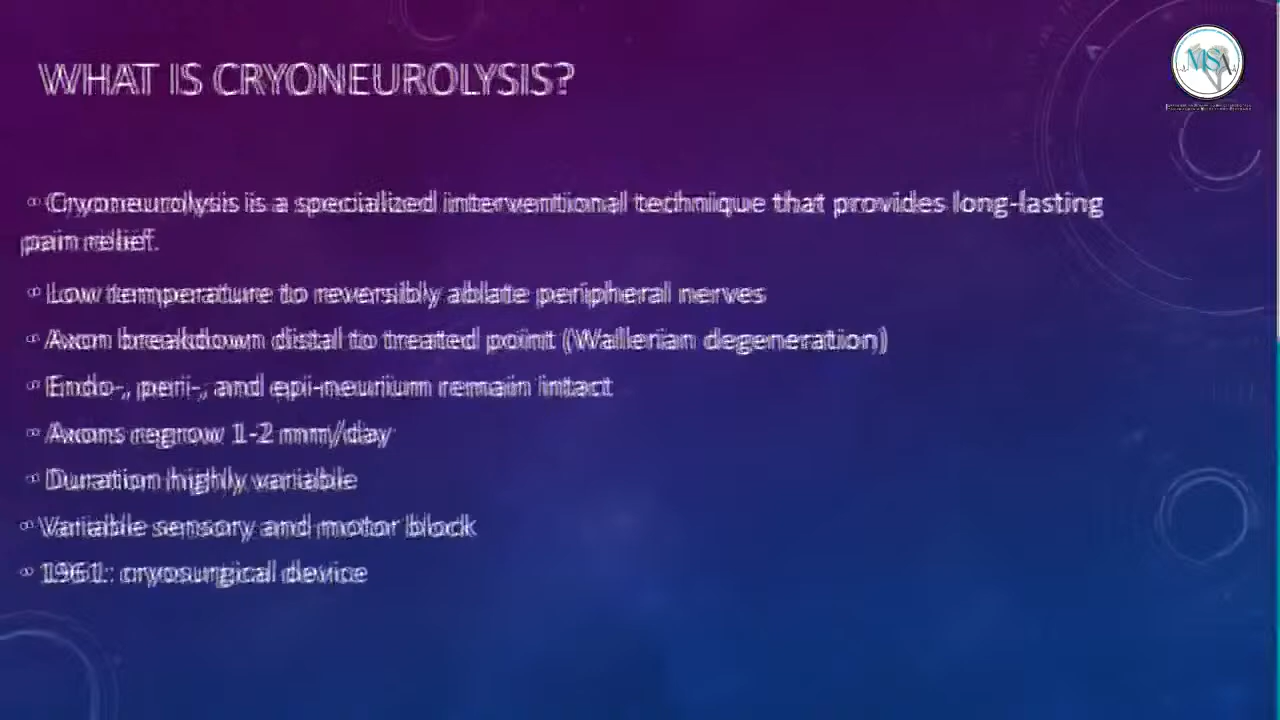 WHAT IS CRYONEUROLYSIS?
MSA
Cryoneurolysis is a specialized interventional technique that provides long-lasting
pain relief.
Low temperature to reversibly ablate peripheral nerves
Axon breakdown distal to treated point (Wallerian degeneration)
Endo-, peri-, and epi-neurium remain intact
Axons regrow 1-2 mm/day
Duration highly variable
Variable sensory and motor block
1961: cryosurgical device